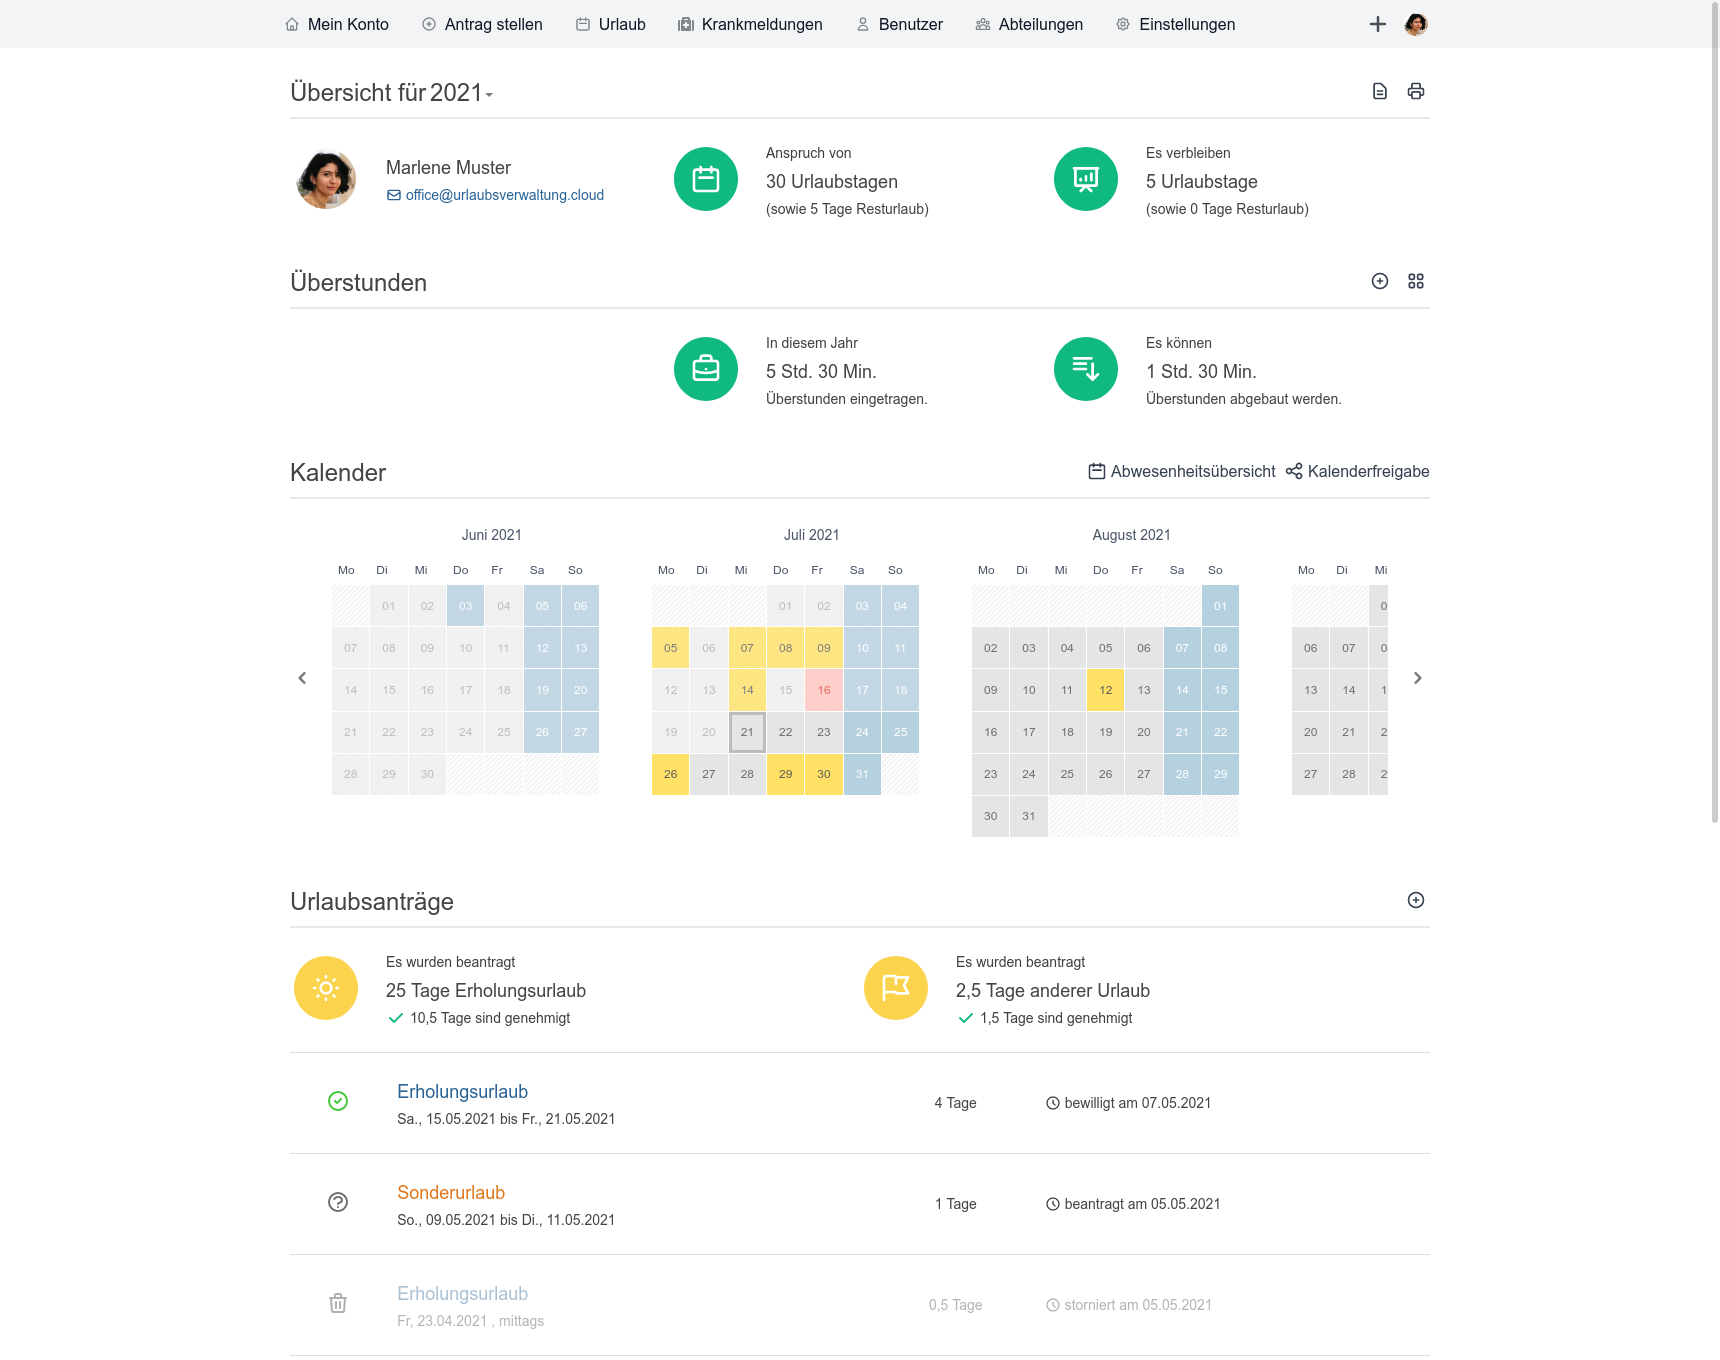 Mein Konto Antrag stellen Urlaub Krankmeldungen Benutzer Abteilungen Einstellungen
Übersicht für 2021
Marlene Muster
office@urlaubsverwaltung.cloud
Anspruch von
30 Urlaubstagen
(sowie 5 Tage Resturlaub)
Es verbleiben
5 Urlaubstage
(sowie 0 Tage Resturlaub)
Überstunden
In diesem Jahr
5 Std. 30 Min.
Überstunden eingetragen.
Es können
1 Std. 30 Min.
Überstunden abgebaut werden.
Kalender
Abwesenheitsübersicht Kalenderfreigabe
Juni 2021
Mo Di Mi Do Fr Sa So
01 02 03 04 05 06
07 08 09 10 11 12 13
14 15 16 17 18 19 20
21 22 23 24 25 26 27
28 29 30
Juli 2021
Mo Di Mi Do Fr Sa So
01 02 03 04
05 06 07 08 09 10 11
12 13 14 15 16 17 18
19 20 21 22 23 24 25
26 27 28 29 30 31
August 2021
Mo Di Mi Do Fr Sa So
01
02 03 04 05 06 07 08
09 10 11 12 13 14 15
16 17 18 19 20 21 22
23 24 25 26 27 28 29
30 31
Mo Di Mi
06 07
13 14
20 21
27 28
Urlaubsanträge
Es wurden beantragt
25 Tage Erholungsurlaub
10,5 Tage sind genehmigt
Es wurden beantragt
2,5 Tage anderer Urlaub
1,5 Tage sind genehmigt
Erholungsurlaub
Sa., 15.05.2021 bis Fr., 21.05.2021
4 Tage
bewilligt am 07.05.2021
Sonderurlaub
So., 09.05.2021 bis Di., 11.05.2021
1 Tage
beantragt am 05.05.2021
Erholungsurlaub
Fr, 23.04.2021 , mittags
0,5 Tage
storniert am 05.05.2021